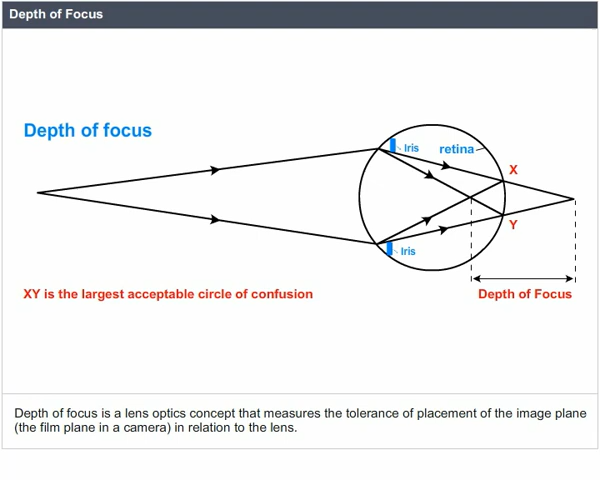 Depth of Focus
Depth of focus
Iris
retina
X
Y
Iris
XY is the largest acceptable circle of confusion
Depth of Focus
Depth of focus is a lens optics concept that measures the tolerance of placement of the image plane
(the film plane in a camera) in relation to the lens.